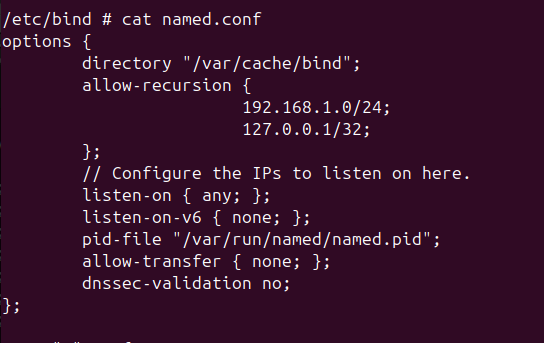 /etc/bind # cat named.conf
options {
        directory "/var/cache/bind";
        allow-recursion {
                        192.168.1.0/24;
                        127.0.0.1/32;
        };
        // Configure the IPs to listen on here.
        listen-on { any; };
        listen-on-v6 { none; };
        pid-file "/var/run/named/named.pid";
        allow-transfer { none; };
        dnssec-validation no;
};